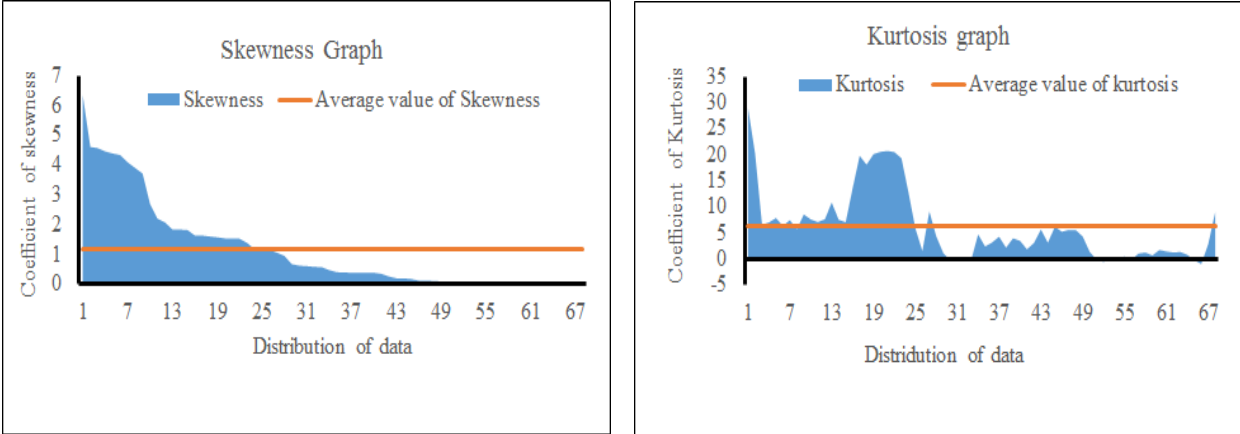 Skewness Graph
Coefficient of skewness
7
6
5
4
3
2
1
0
Skewness
Average value of Skewness
1 7 13 19 25 31 37 43 49 55 61 67
Distribution of data
Kurtosis graph
Coefficient of Kurtosis
35
30
25
20
15
10
5
0
-5
Kurtosis
Average value of kurtosis
1 7 13 19 25 31 37 43 49 55 61 67
Distridution of data